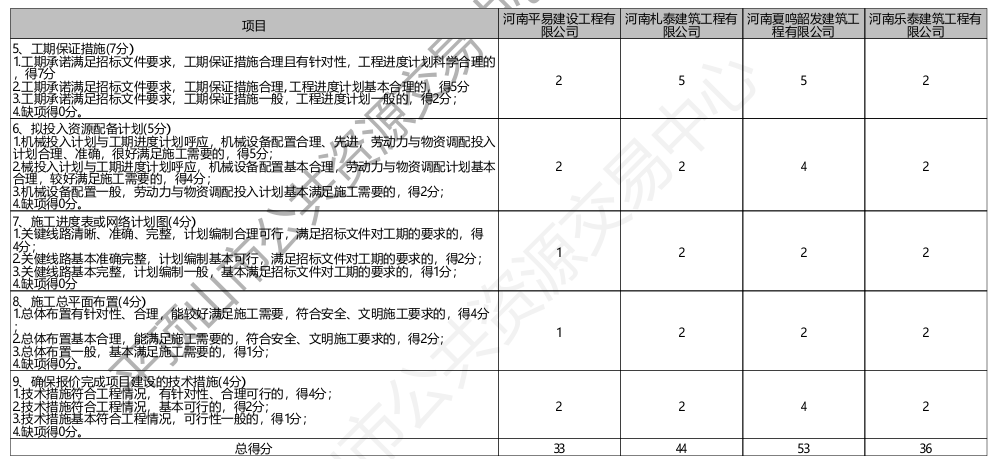 项目
河南平易建设工程有限公司
河南札泰建筑工程有限公司
河南夏鸣韶发建筑工程有限公司
河南乐泰建筑工程有限公司
5、工期保证措施(7分)
1.工期承诺满足招标文件要求，工期保证措施合理且有针对性，工程进度计划科学合理的
，得7分
2.工期承诺满足招标文件要求，工期保证措施合理,工程进度计划基本合理的，得5分
3.工期承诺满足招标文件要求，工期保证措施一般，工程进度计划一般的，得2分；
4.缺项得0分。
2 5 5 2
6、拟投入资源配备计划(5分)
1.机械投入计划与工期进度计划呼应，机械设备配置合理、先进，劳动力与物资调配投入
计划合理、准确，很好满足施工需要的，得5分；
2.械投入计划与工期进度计划呼应，机械设备配置基本合理，劳动力与物资调配计划基本
合理，较好满足施工需要的，得4分；
3.机械设备配置一般，劳动力与物资调配投入计划基本满足施工需要的，得2分；
4.缺项得0分。
2 2 4 2
7、施工进度表或网络计划图(4分)
1.关健线路清晰、准确、完整，计划编制合理可行，满足招标文件对工期的要求的，得
4分；
2.关健线路基本准确完整，计划编制基本可行，满足招标文件对工期的要求的，得2分；
3.关健线路基本完整，计划编制一般，基本满足招标文件对工期的要求的，得1分；
4.缺项得0分
1 2 2 2
8、施工总平面布置(4分)
1.总体布置有针对性、合理，能较好满足施工需要，符合安全、文明施工要求的，得4分
；
2.总体布置基本合理，能满足施工需要的，符合安全、文明施工要求的，得2分；
3.总体布置一般，基本满足施工需要的，得1分；
4.缺项得0分。
1 2 2 2
9、确保报价完成项目建设的技术措施(4分)
1.技术措施符合工程情况，有针对性、合理可行的，得4分；
2.技术措施符合工程情况，基本可行的，得2分；
3.技术措施基本符合工程情况，可行性一般的，得1分；
4.缺项得0分。
2 2 4 2
总得分 33 44 53 36
平顶山市公共资源交易中心
市公共资源交易中心